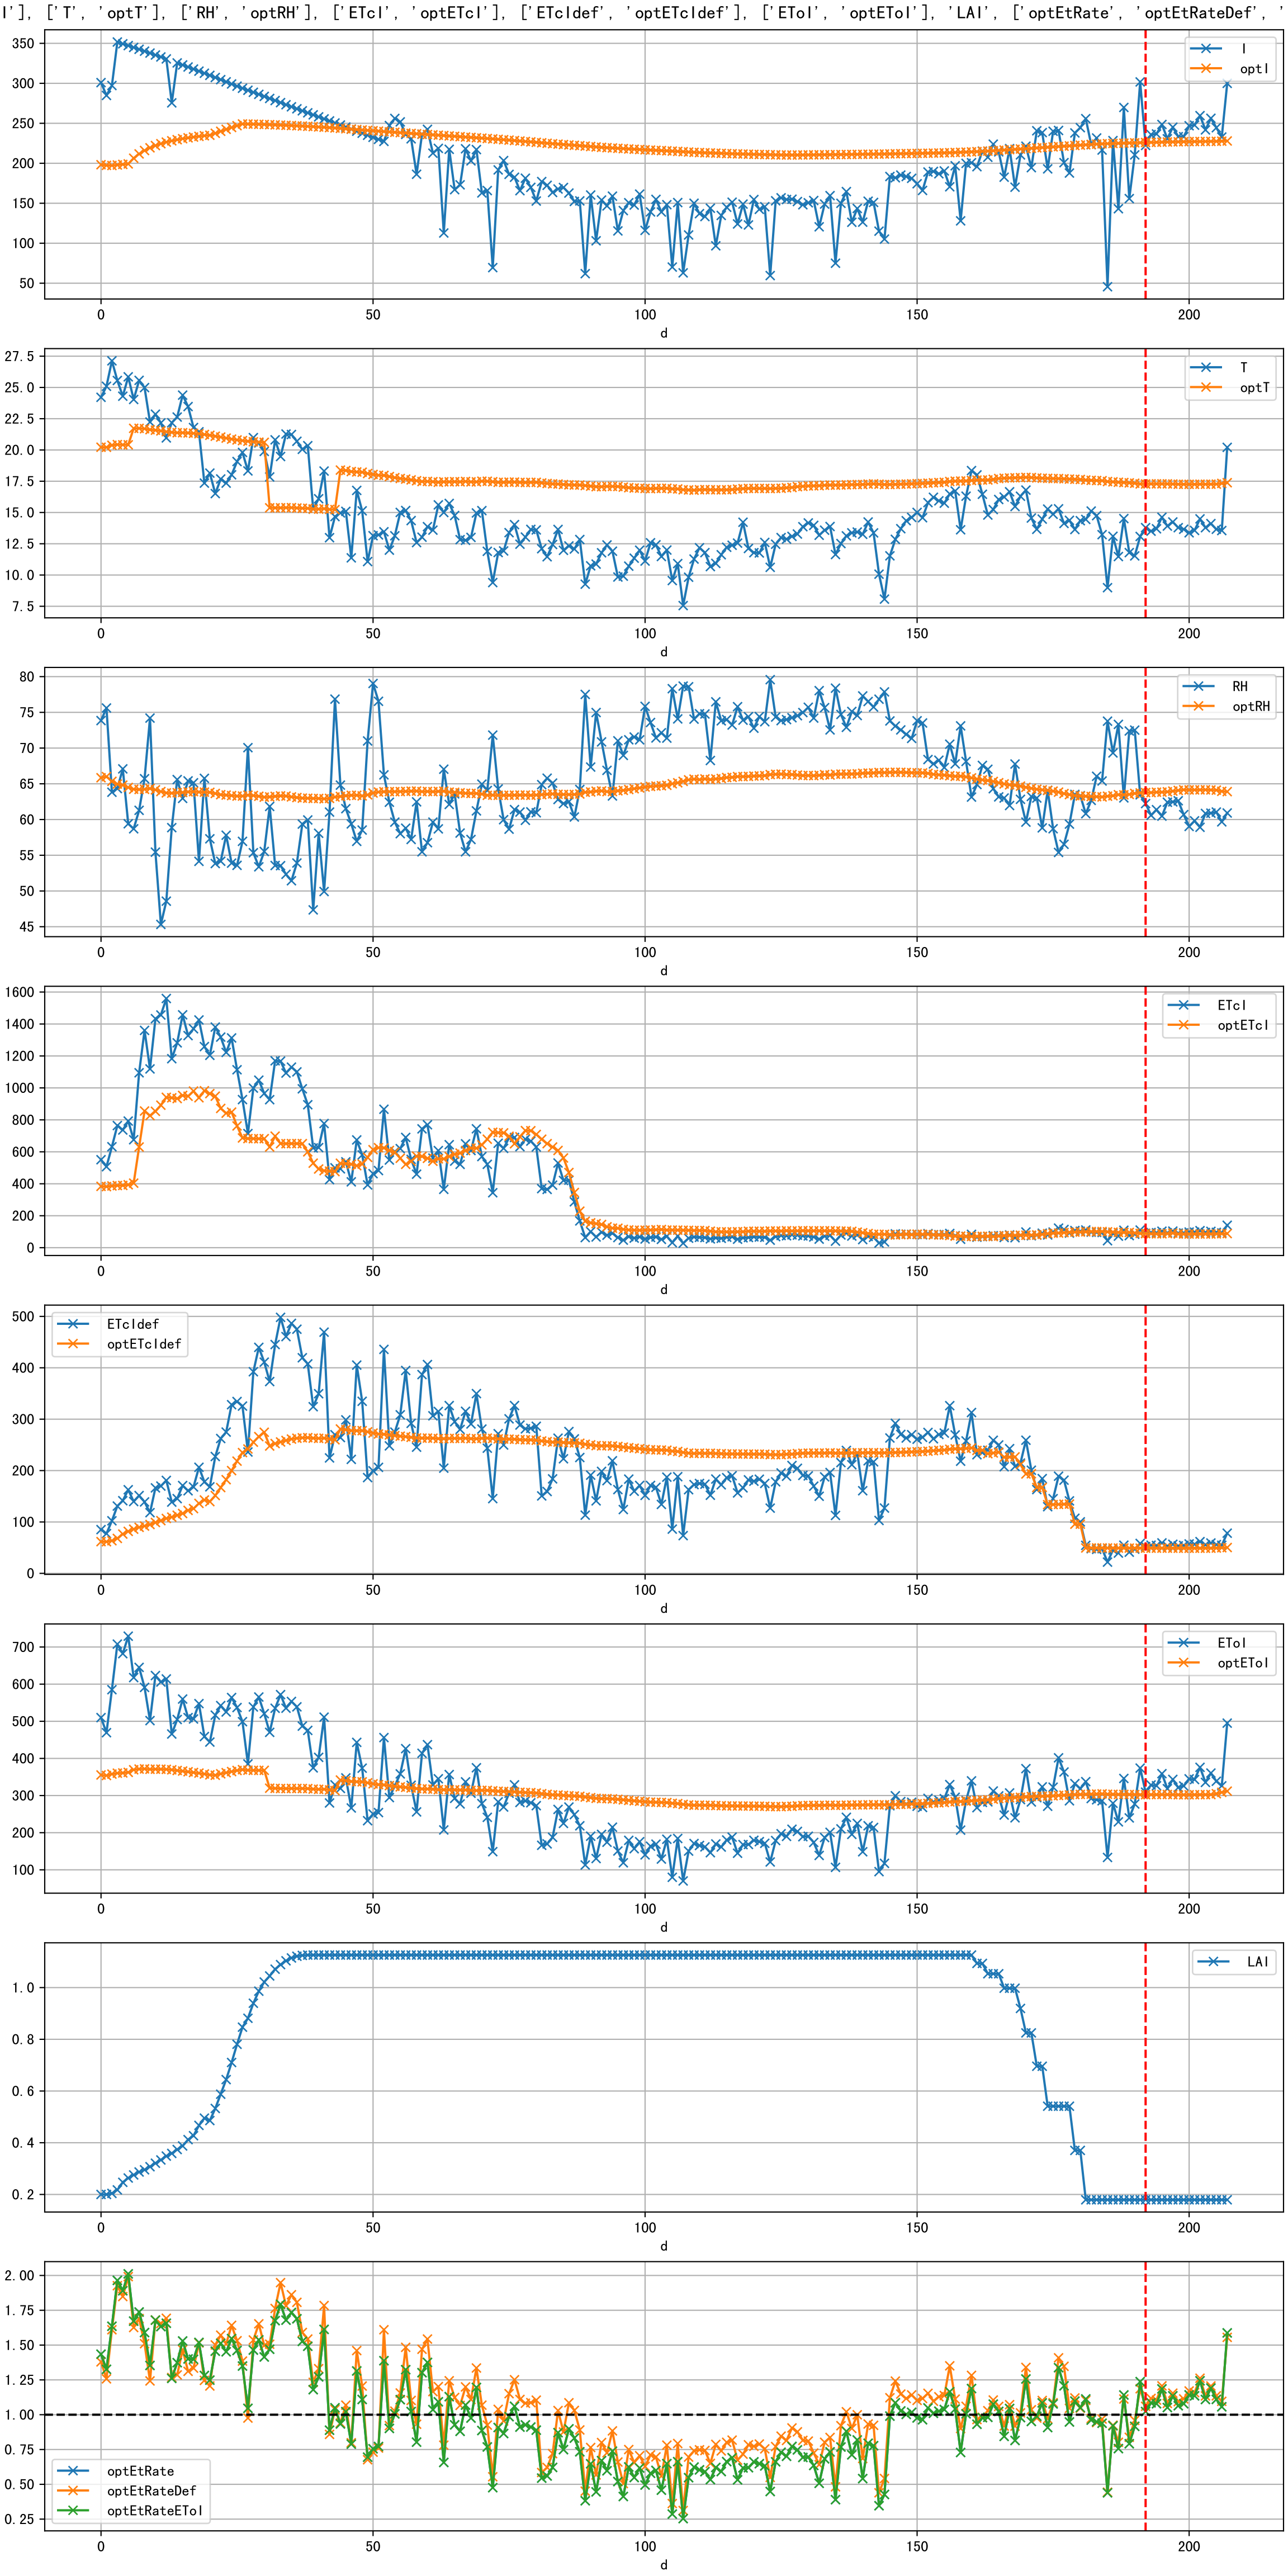 I'], ['T', 'optT'], ['RH', 'optRH'], ['ETcI', 'optETcI'], ['ETcIdef', 'optETcIdef'], ['EToI', 'optEToI'], 'LAI', ['optEtRate', 'optEtRateDef', '
350
300
250
200
150
100
50
I
optI
0 50 100 150 200
d
27.5
25.0
22.5
20.0
17.5
15.0
12.5
10.0
7.5
T
optT
0 50 100 150 200
d
80
75
70
65
60
55
50
45
RH
optRH
0 50 100 150 200
d
1600
1400
1200
1000
800
600
400
200
0
ETcI
optETcI
0 50 100 150 200
d
500
400
300
200
100
0
ETcIdef
optETcIdef
0 50 100 150 200
d
700
600
500
400
300
200
100
EToI
optEToI
0 50 100 150 200
d
1.0
0.8
0.6
0.4
0.2
LAI
0 50 100 150 200
d
2.00
1.75
1.50
1.25
1.00
0.75
0.50
0.25
optEtRate
optEtRateDef
optEtRateEToI
0 50 100 150 200
d